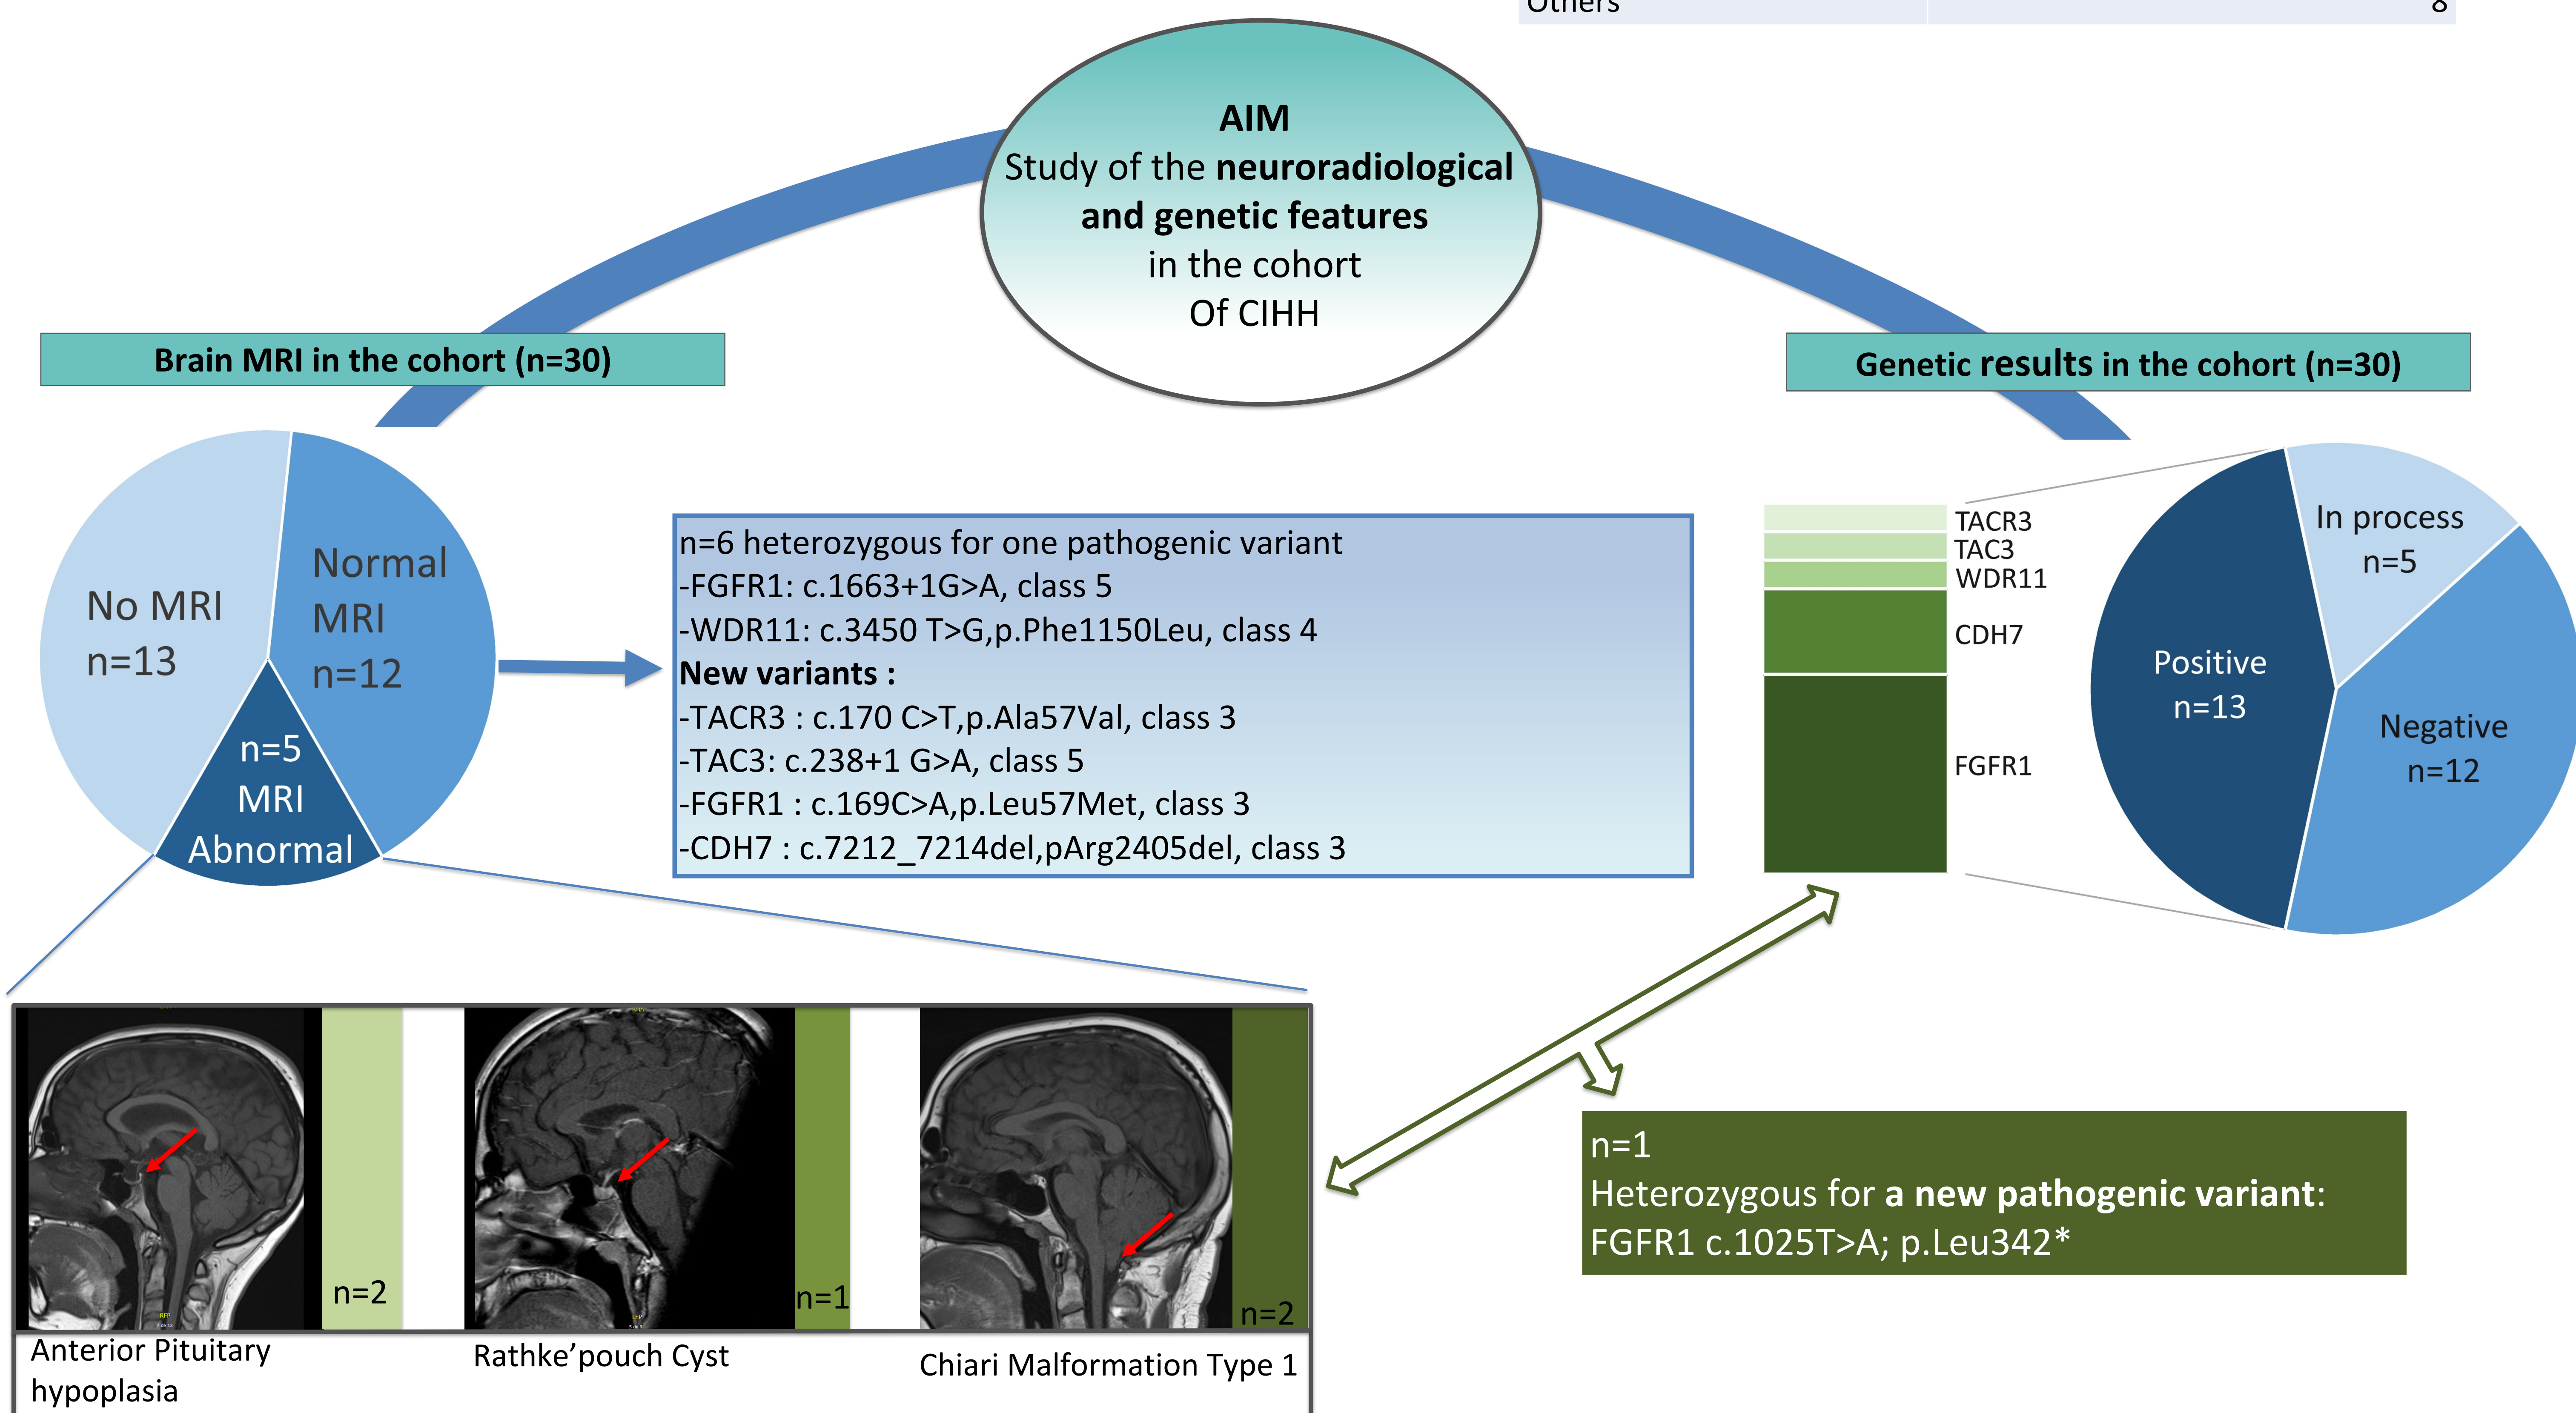 Others 8
AIM
Study of the neuroradiological
and genetic features
in the cohort
Of CIHH
Brain MRI in the cohort (n=30)
Genetic results in the cohort (n=30)
No MRI
n=13
Normal
MRI
n=12
n=5
MRI
Abnormal
n=6 heterozygous for one pathogenic variant
-FGFR1: c.1663+1G>A, class 5
-WDR11: c.3450 T>G,p.Phe1150Leu, class 4
New variants :
-TACR3 : c.170 C>T,p.Ala57Val, class 3
-TAC3: c.238+1 G>A, class 5
-FGFR1 : c.169C>A,p.Leu57Met, class 3
-CDH7 : c.7212_7214del,pArg2405del, class 3
TACR3
TAC3
WDR11
CDH7
FGFR1
In process
n=5
Positive
n=13
Negative
n=12
n=2
n=1
n=2
Anterior Pituitary
hypoplasia
Rathke’pouch Cyst
Chiari Malformation Type 1
n=1
Heterozygous for a new pathogenic variant:
FGFR1 c.1025T>A; p.Leu342*